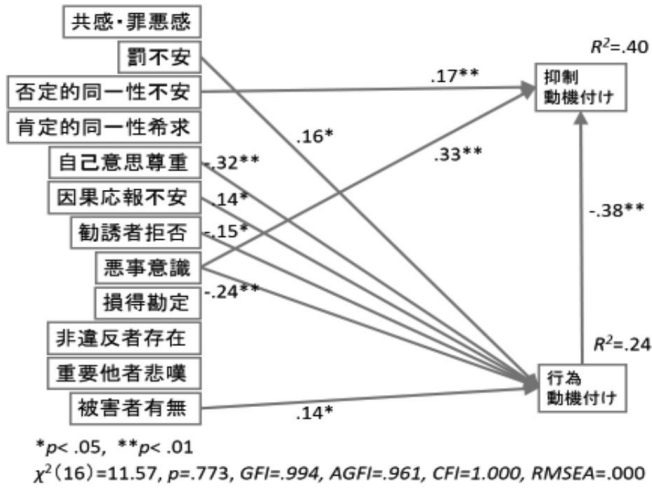 共感・罪悪感
罰不安
否定的同一性不安
肯定的同一性希求
自己意思尊重
因果応報不安
勧誘者拒否
悪事意識
損得勘定
非違反者存在
重要他者悲嘆
被害者有無
.17**
.16*
.33**
-.32**
.14*
-.15*
-.24**
.14*
R²=.40
抑制
動機付け
-.38**
R²=.24
行為
動機付け
*p< .05, **p< .01
χ²(16)=11.57, p=.773, GFI=.994, AGFI=.961, CFI=1.000, RMSEA=.000